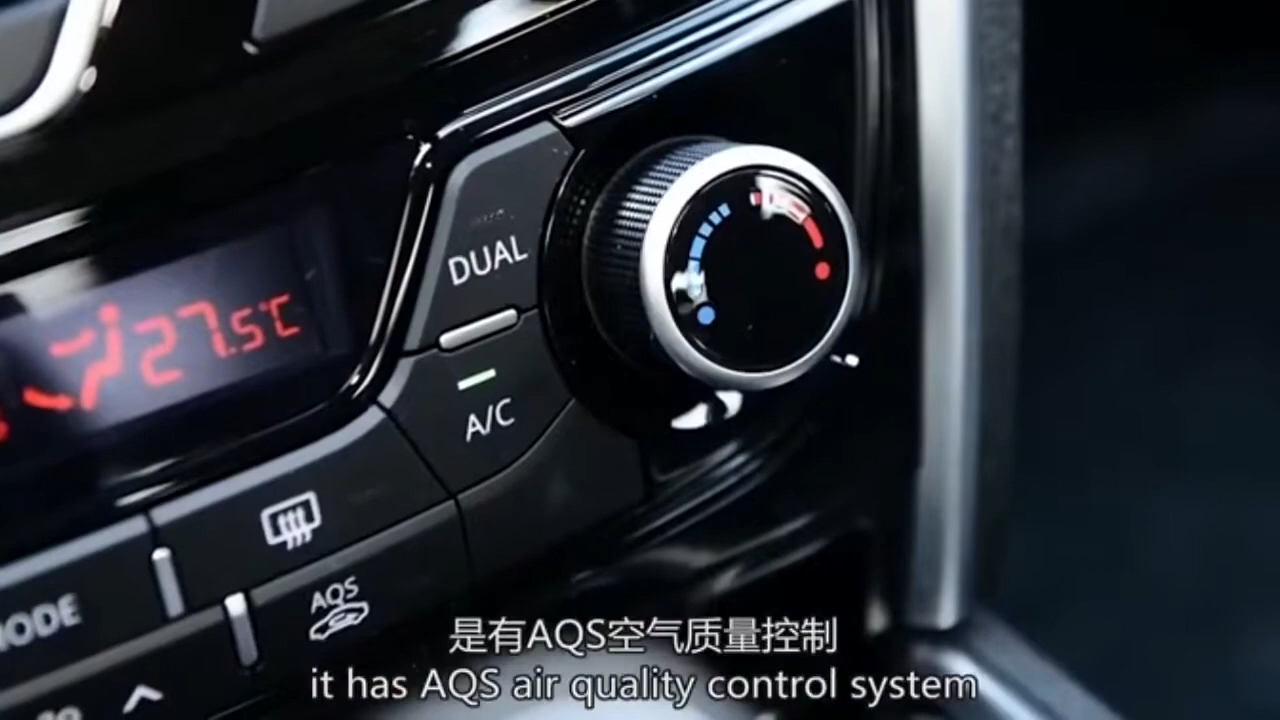 DUAL
27.5℃
A/C
AQS
是有AQS空气质量控制
it has AQS air quality control system